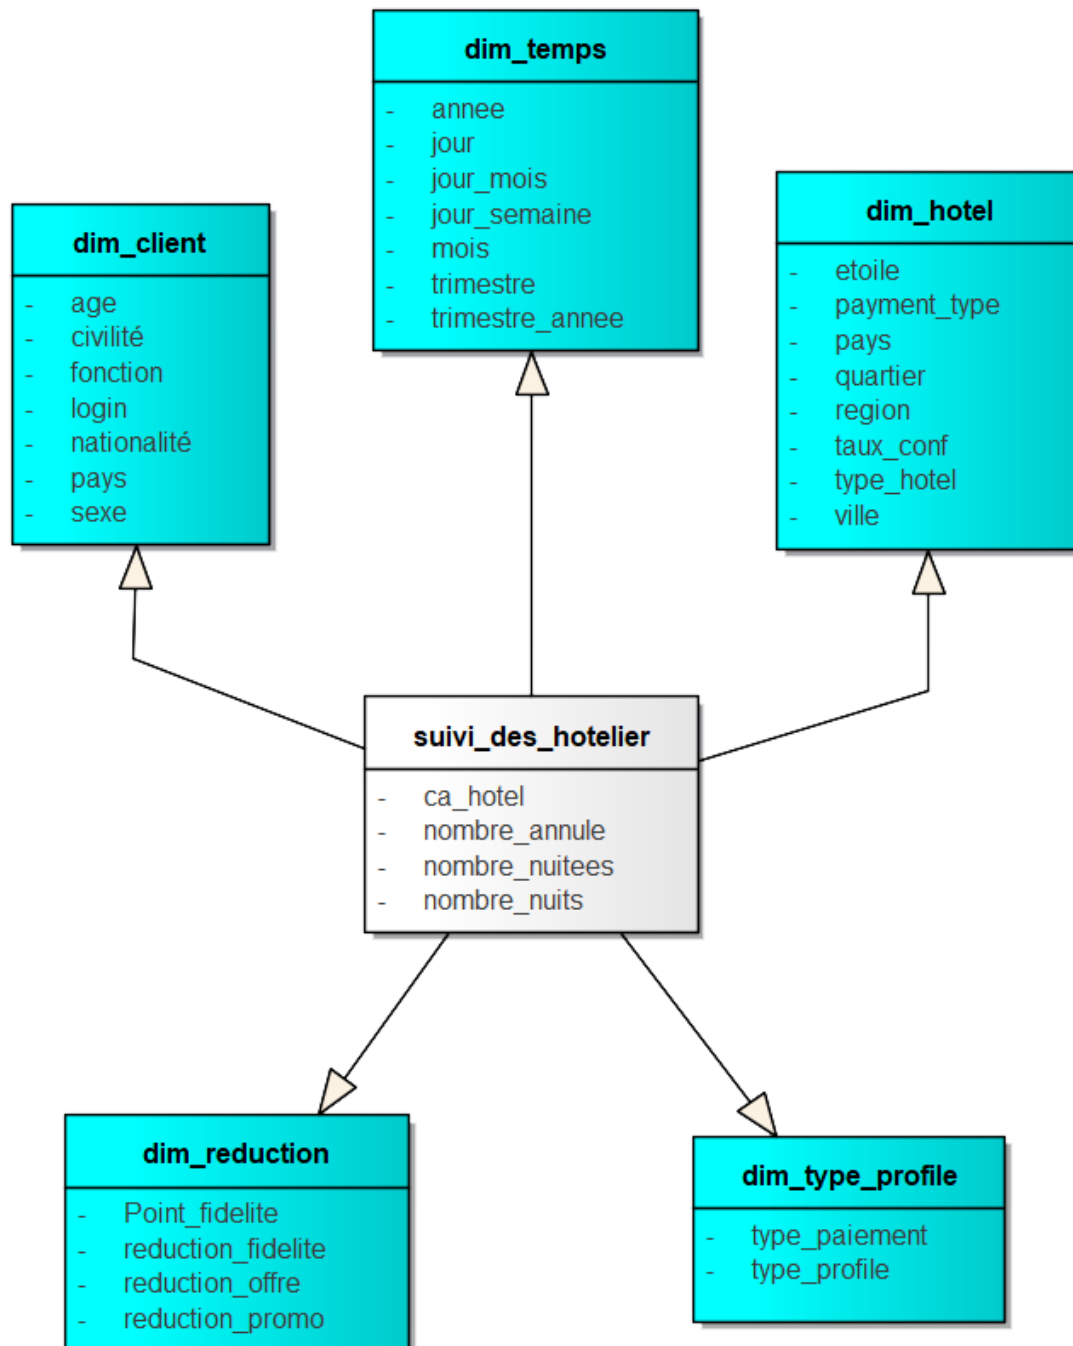 dim_temps
- annee
- jour
- jour_mois
- jour_semaine
- mois
- trimestre
- trimestre_annee
dim_client
- age
- civilité
- fonction
- login
- nationalité
- pays
- sexe
dim_hotel
- etoile
- payment_type
- pays
- quartier
- region
- taux_conf
- type_hotel
- ville
suivi_des_hotelier
- ca_hotel
- nombre_annule
- nombre_nuitees
- nombre_nuits
dim_reduction
- Point_fidelite
- reduction_fidelite
- reduction_offre
- reduction_promo
dim_type_profile
- type_paiement
- type_profile